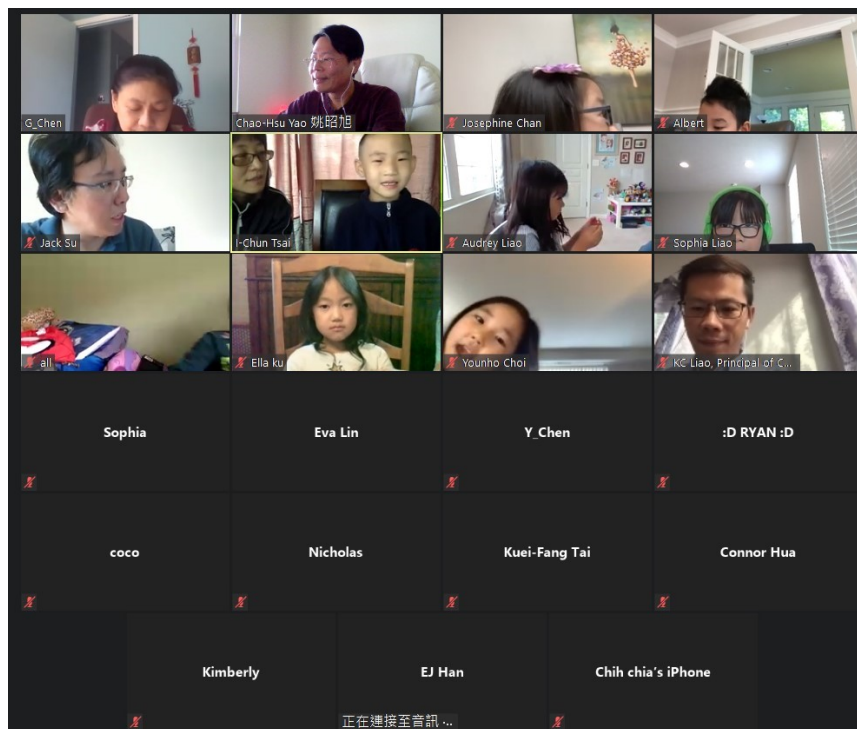 G_Chen
Chao-Hsu Yao 姚昭旭
Josephine Chan
Albert
Jack Su
I-Chun Tsai
Audrey Liao
Sophia Liao
all
Ella ku
Younho Choi
KC Liao, Principal of C...
Sophia
Eva Lin
Y_Chen
:D RYAN :D
coco
Nicholas
Kuei-Fang Tai
Connor Hua
Kimberly
EJ Han
Chih chia’s iPhone
正在連接至音訊 ...